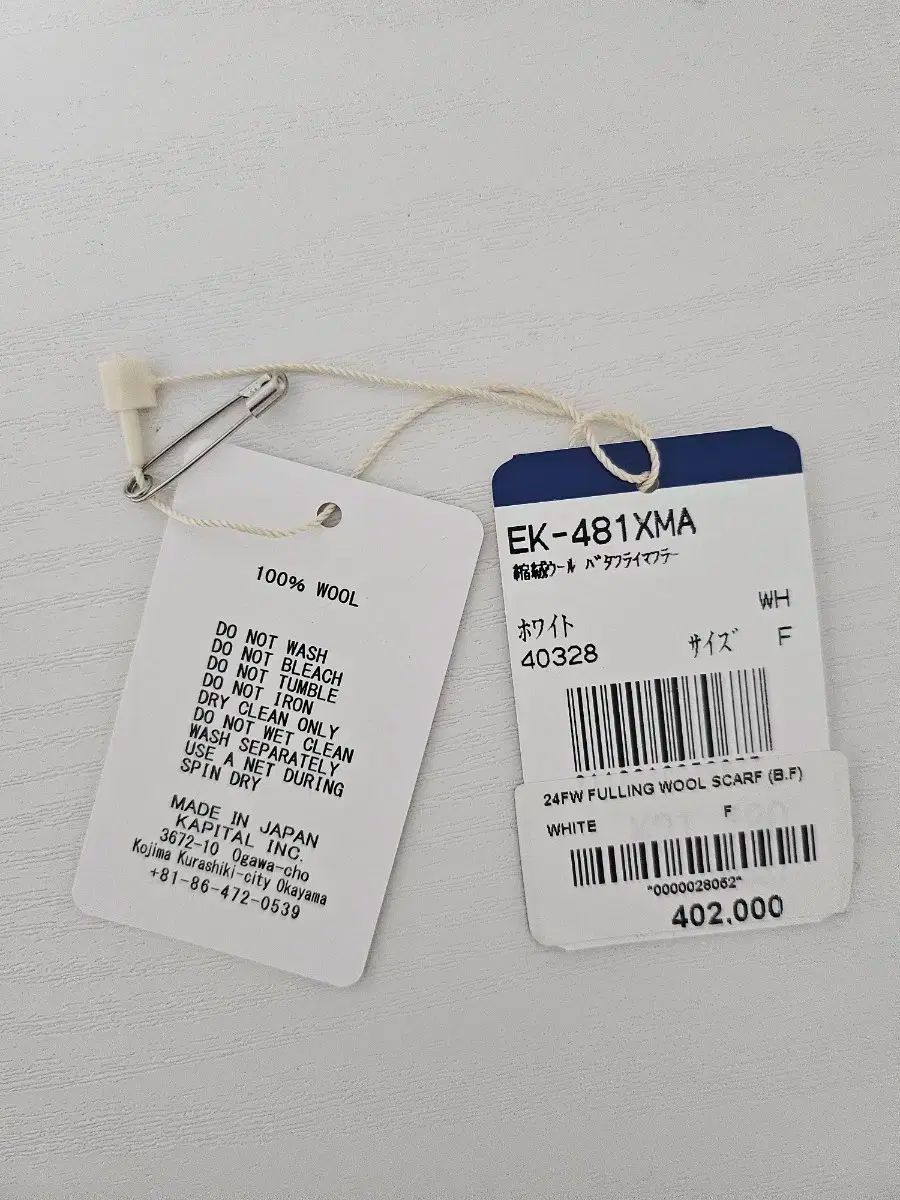 100% WOOL
DO NOT WASH
DO NOT BLEACH
DO NOT TUMBLE
DO NOT IRON
DRY CLEAN ONLY
DO NOT WET CLEAN
WASH SEPARATELY
USE A NET DURING
SPIN DRY
MADE IN JAPAN
KAPITAL INC.
3672-10 Ogawa-cho
Kojima Kurashiki-city Okayama
+81-86-472-0539
EK-481XMA
縮絨ウール バタフライマフラー
WH
ホワイト
40328 サイズ F
24FW FULLING WOOL SCARF (B.F)
WHITE F
*0000028062*
402,000